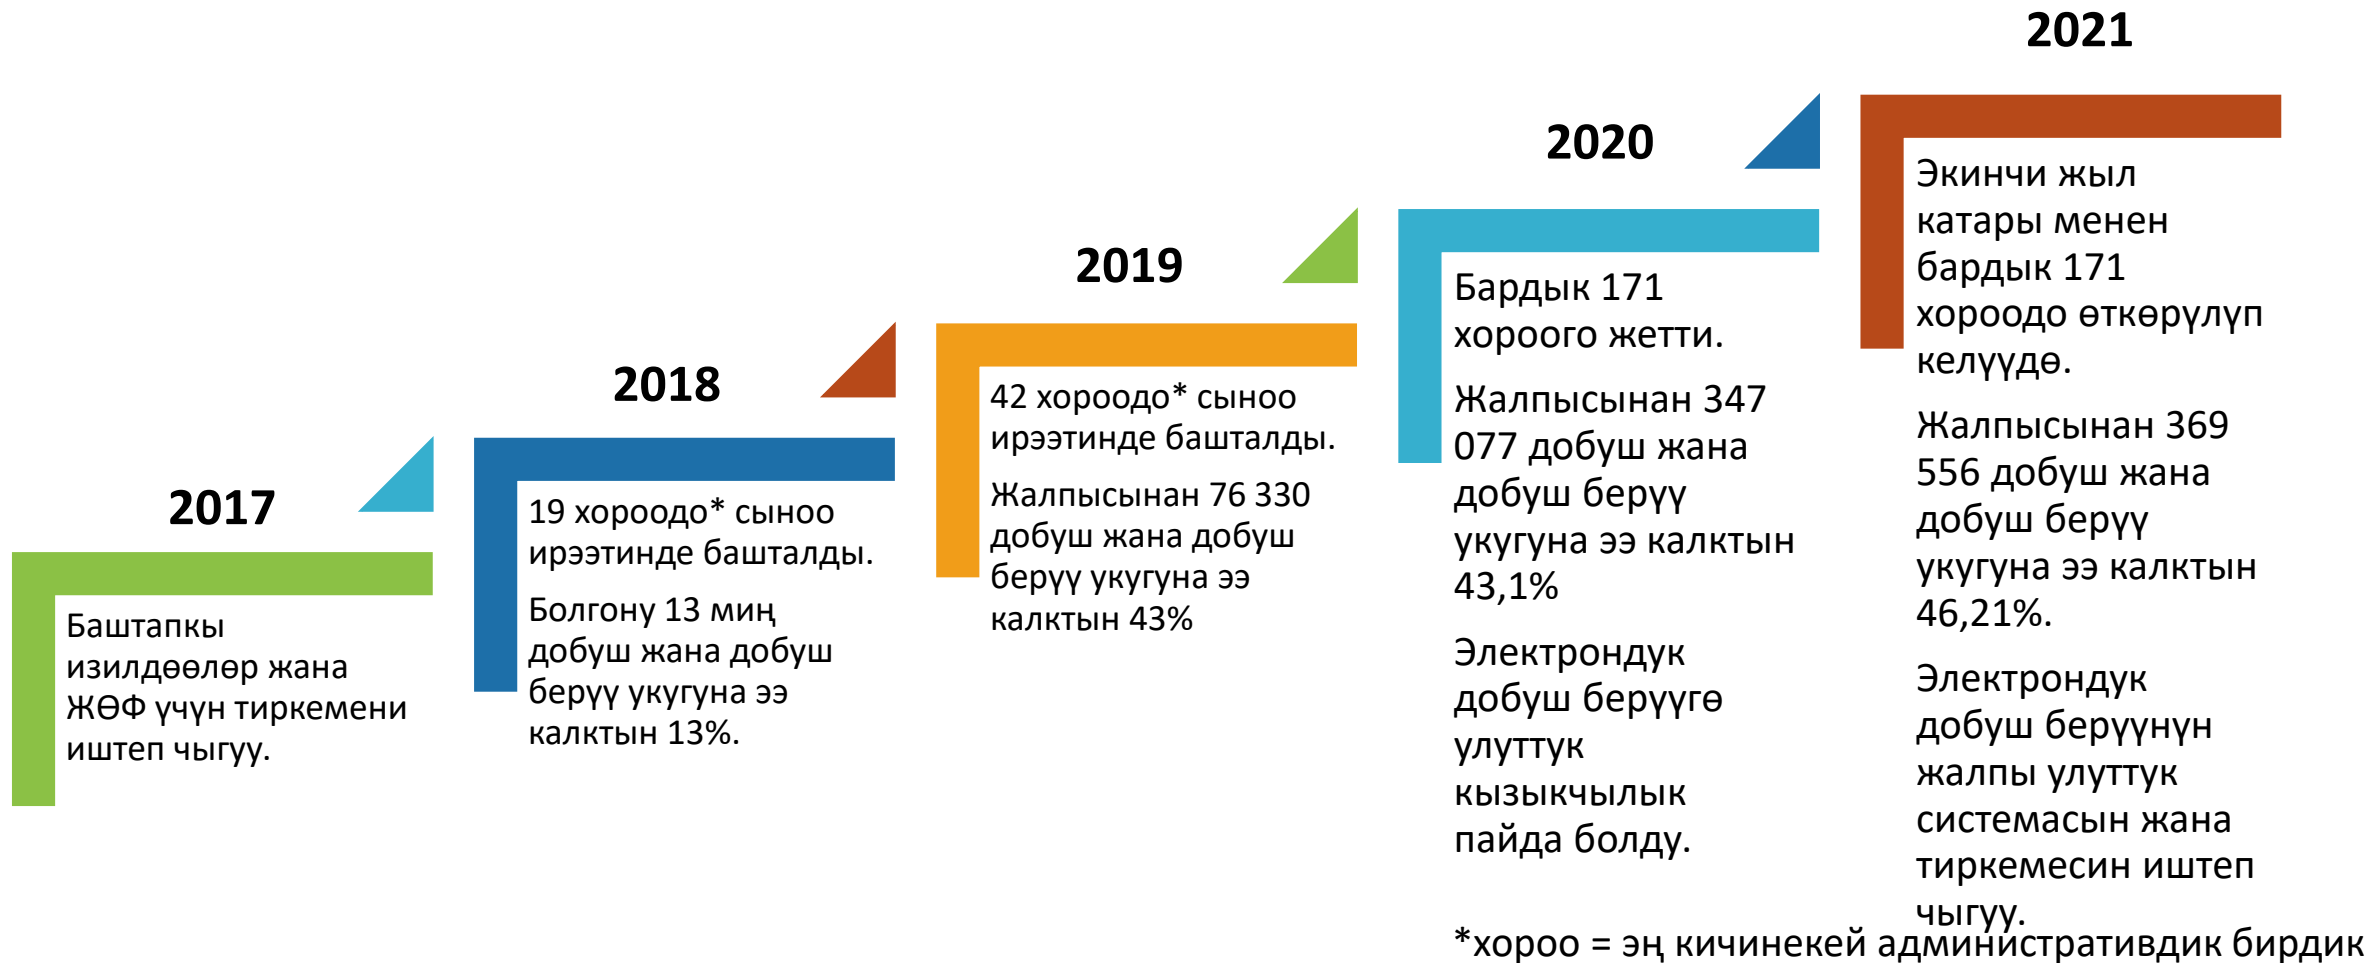 2017
Баштапкы
изилдөөлөр жана
ЖӨФ үчүн тиркемени
иштеп чыгуу.
2018
19 хороодо* сыноо
ирээтинде башталды.
Болгону 13 миң
добуш жана добуш
берүү укугуна ээ
калктын 13%.
2019
42 хороодо* сыноо
ирээтинде башталды.
Жалпысынан 76 330
добуш жана добуш
берүү укугуна ээ
калктын 43%
2020
Бардык 171
хороого жетти.
Жалпысынан 347
077 добуш жана
добуш берүү
укугуна ээ калктын
43,1%
Электрондук
добуш берүүгө
улуттук
кызыкчылык
пайда болду.
2021
Экинчи жыл
катары менен
бардык 171
хороодо өткөрүлүп
келүүдө.
Жалпысынан 369
556 добуш жана
добуш берүү
укугуна ээ калктын
46,21%.
Электрондук
добуш берүүнүн
жалпы улуттук
системасын жана
тиркемесин иштеп
чыгуу.
*хороо = эң кичинекей административдик бирдик